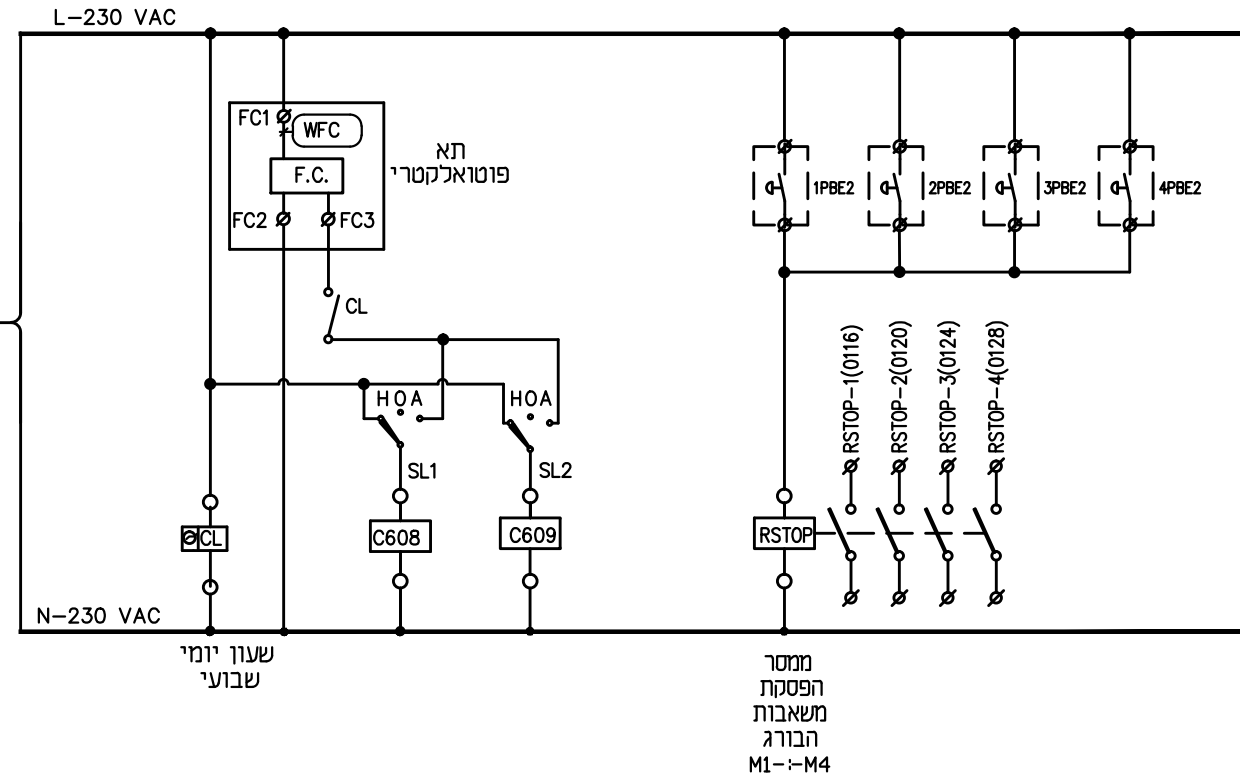 L-230 VAC
FC1
WFC
F.C.
FC2
FC3
תא
פוטואלקטרי
CL
H O A
SL1
H O A
SL2
CL
C608
C609
N-230 VAC
שעון יומי
שבועי
1PBE2
2PBE2
3PBE2
4PBE2
RSTOP-1(0116)
RSTOP-2(0120)
RSTOP-3(0124)
RSTOP-4(0128)
RSTOP
ממסר
הפסקת
משאבות
הבורג
M1-:-M4